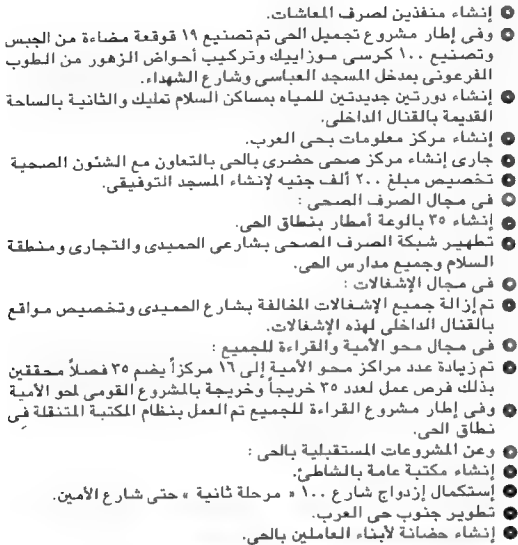 إنشاء منفذين لصرف المعاشات.
وفى إطار مشروع تجميل الحى تم تصنيع ١٩ قوقعة مضاءة من الجبس
وتصنيع ١٠٠ كرسى موزاييك وتركيب أحواض الزهور من الطوب
الفرعونى بمدخل المسجد العباسى وشارع الشهداء.
إنشاء دورتين جديدتين للمياه بمساكن السلام تمليك والثانية بالساحة
القديمة بالقنال الداخلى.
إنشاء مركز معلومات بحى العرب.
جارى إنشاء مركز صحى حضرى بالحى بالتعاون مع الشئون الصحية
تخصيص مبلغ ٢٠٠ ألف جنيه لإنشاء المسجد التوفيقى.
فى مجال الصرف الصحى :
إنشاء ٣٥ بالوعة أمطار بنطاق الحى.
تطهير شبكة الصرف الصحى بشارعى الحميدى والتجارى ومنطقة
السلام وجميع مدارس الحى.
فى مجال الإشغالات :
تم إزالة جميع الإشغالات المخالفة بشارع الحميدى وتخصيص مواقع
بالقنال الداخلى لهذه الإشغالات.
فى مجال محو الأمية والقراءة للجميع :
تم زيادة عدد مراكز محو الأمية إلى ١٦ مركزاً يضم ٣٥ فصلاً محققين
بذلك فرص عمل لعدد ٣٥ خريجاً وخريجة بالمشروع القومى لمحو الأمية
وفى إطار مشروع القراءة للجميع تم العمل بنظام المكتبة المتنقلة فى
نطاق الحى.
وعن المشروعات المستقبلية بالحى :
إنشاء مكتبة عامة بالشاطئ.
إستكمال إزدواج شارع ١٠٠ « مرحلة ثانية » حتى شارع الأمين.
تطوير جنوب حى العرب.
إنشاء حضانة لأبناء العاملين بالحى.